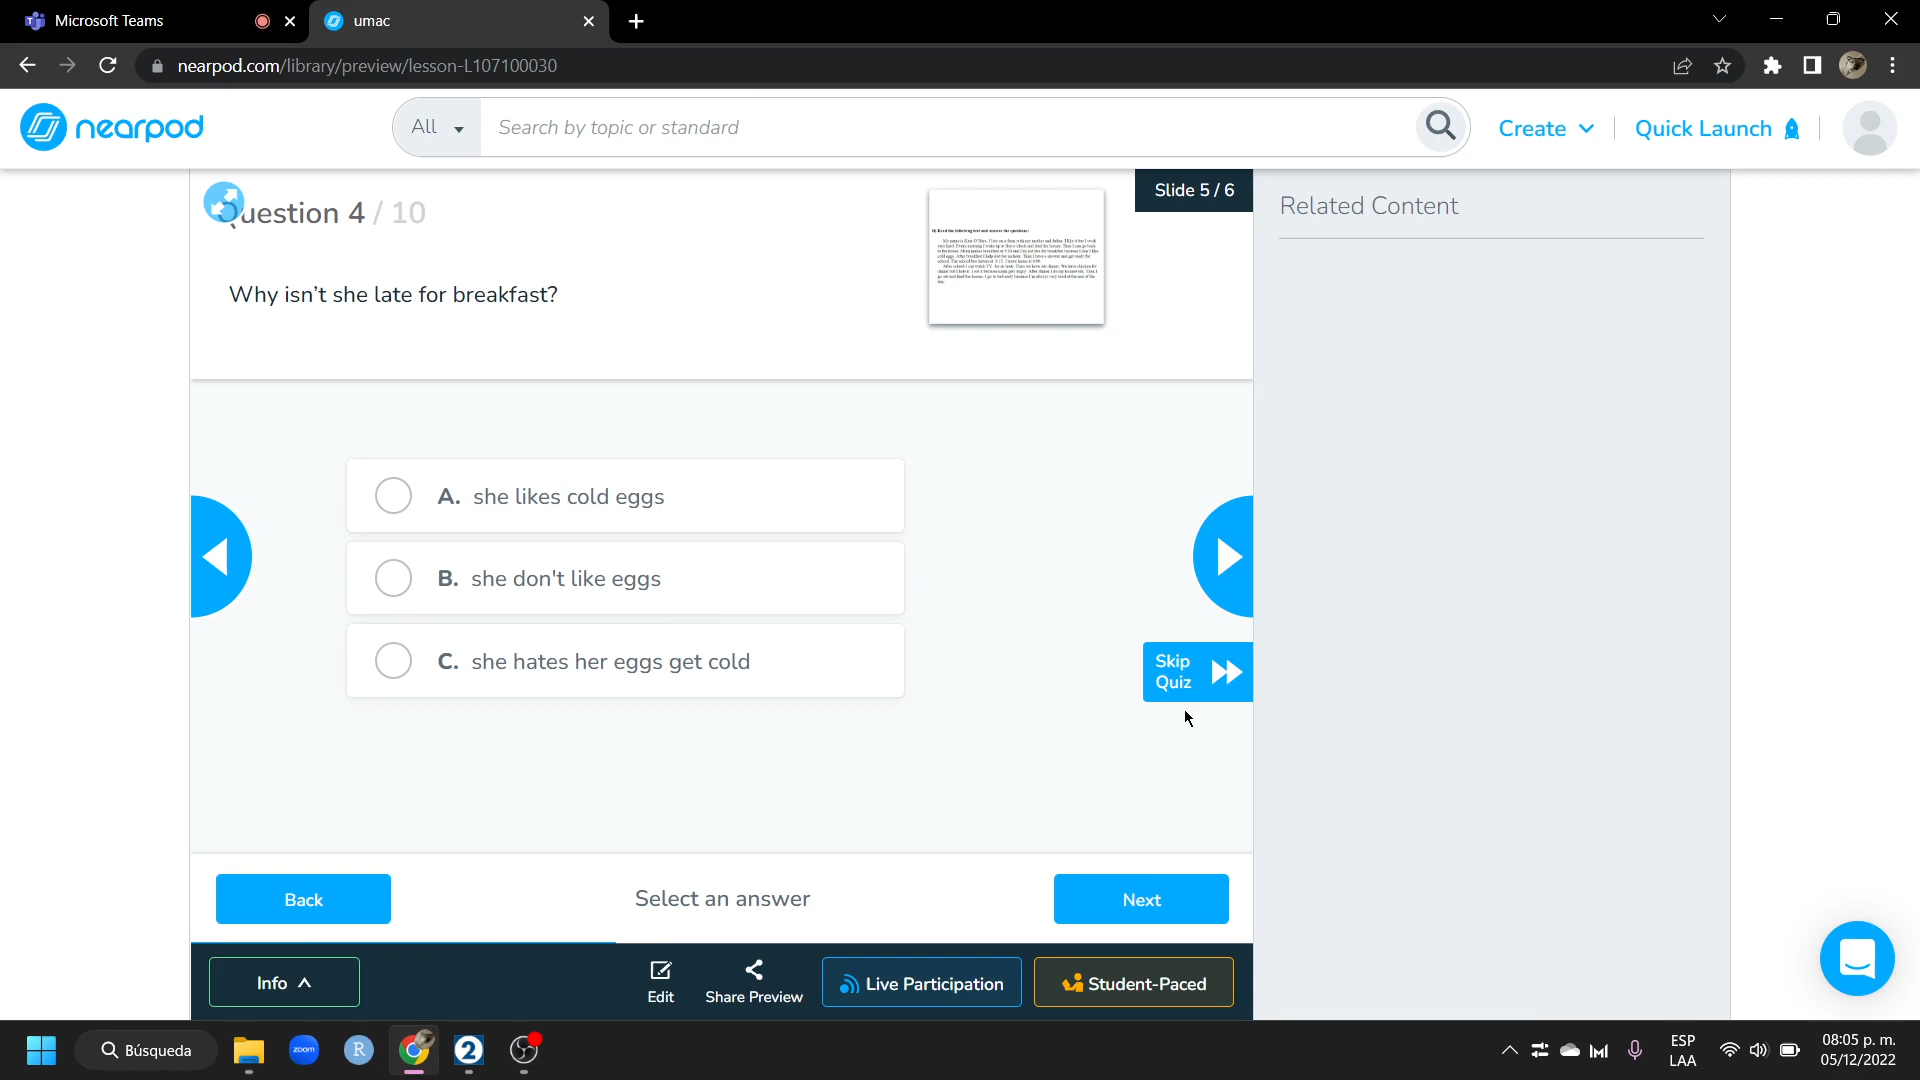 Microsoft Teams
umac
nearpod.com/library/preview/lesson-L107100030
nearpod
All
Search by topic or standard
Create
Quick Launch
Question 4 / 10
Slide 5 / 6
Related Content
Why isn't she late for breakfast?
A. she likes cold eggs
B. she don't like eggs
C. she hates her eggs get cold
Skip
Quiz
Back
Select an answer
Next
Info
Edit
Share Preview
Live Participation
Student-Paced
Búsqueda
zoom
R
2
ESP
LAA
08:05 p. m.
05/12/2022